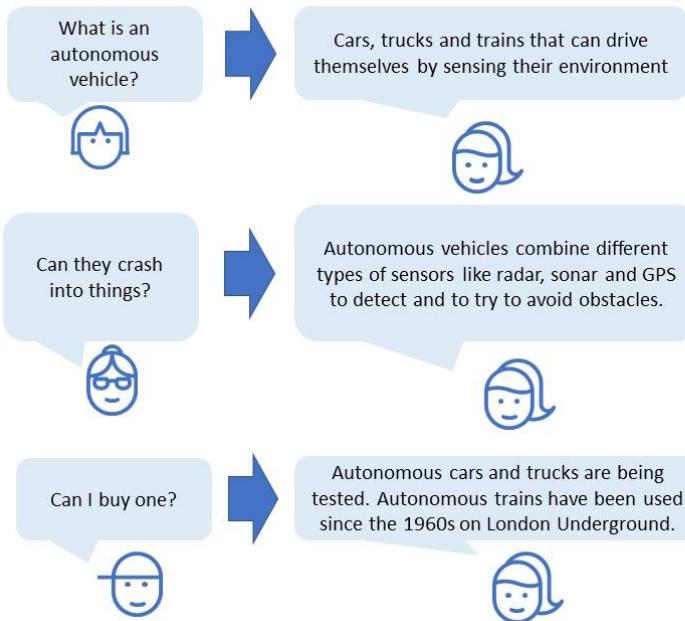 What is an
autonomous
vehicle?
Cars, trucks and trains that can drive
themselves by sensing their environment
Can they crash
into things?
Autonomous vehicles combine different
types of sensors like radar, sonar and GPS
to detect and to try to avoid obstacles.
Can I buy one?
Autonomous cars and trucks are being
tested. Autonomous trains have been used
since the 1960s on London Underground.